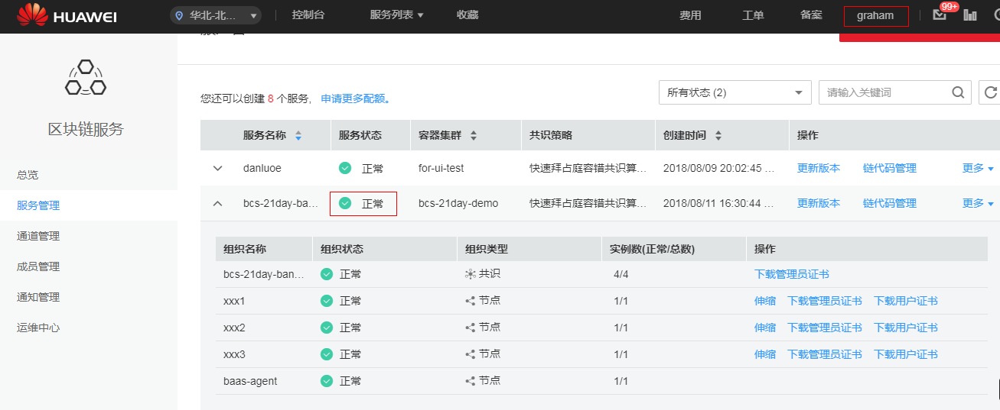 HUAWEI 华北-北... 控制台 服务列表 收藏 费用 工单 备案 graham 99+
区块链服务
总览
服务管理
通道管理
成员管理
通知管理
运维中心
您还可以创建 8 个服务, 申请更多配额。 所有状态 (2) 请输入关键词
服务名称 服务状态 容器集群 共识策略 创建时间 操作
danluoe 正常 for-ui-test 快速拜占庭容错共识算... 2018/08/09 20:02:45 ... 更新版本 链代码管理 更多
bcs-21day-ba... 正常 bcs-21day-demo 快速拜占庭容错共识算... 2018/08/11 16:30:44 ... 更新版本 链代码管理 更多
组织名称 组织状态 组织类型 实例数(正常/总数) 操作
bcs-21day-ban... 正常 共识 4/4 下载管理员证书
xxx1 正常 节点 1/1 伸缩 下载管理员证书 下载用户证书
xxx2 正常 节点 1/1 伸缩 下载管理员证书 下载用户证书
xxx3 正常 节点 1/1 伸缩 下载管理员证书 下载用户证书
baas-agent 正常 节点 1/1